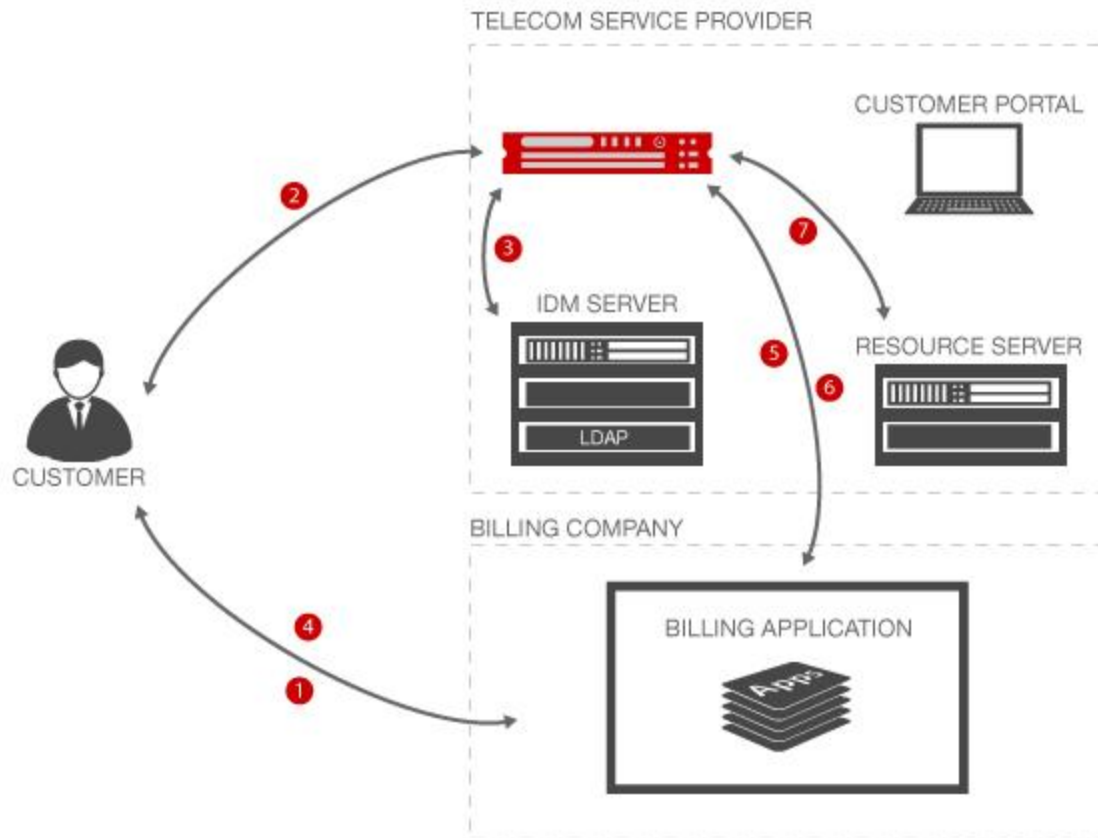 TELECOM SERVICE PROVIDER
CUSTOMER PORTAL
2
3
7
IDM SERVER
RESOURCE SERVER
5
6
LDAP
CUSTOMER
BILLING COMPANY
4
1
BILLING APPLICATION
Apps